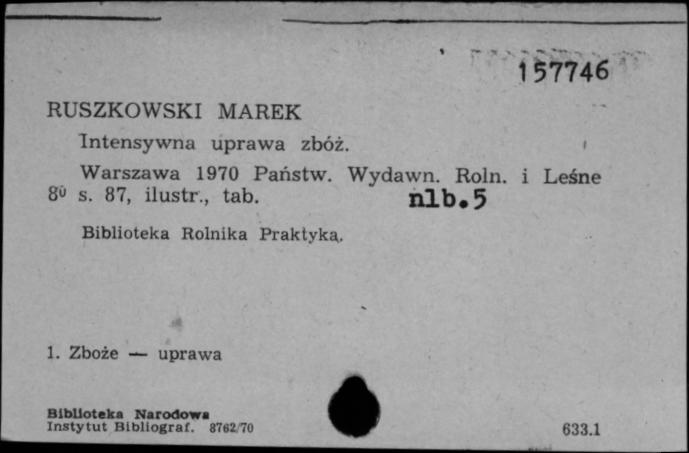 157746
RUSZKOWSKI MAREK
Intensywna uprawa zbóż.
Warszawa 1970 Państw. Wydawn. Roln. i Leśne
8⁰ s. 87, ilustr., tab. nlb.5
Biblioteka Rolnika Praktyka.
1. Zboże — uprawa
Biblioteka Narodowa
Instytut Bibliograf. 8762/70
633.1